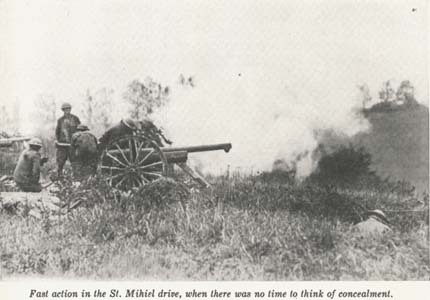 Fast action in the St. Mihiel drive, when there was no time to think of concealment.